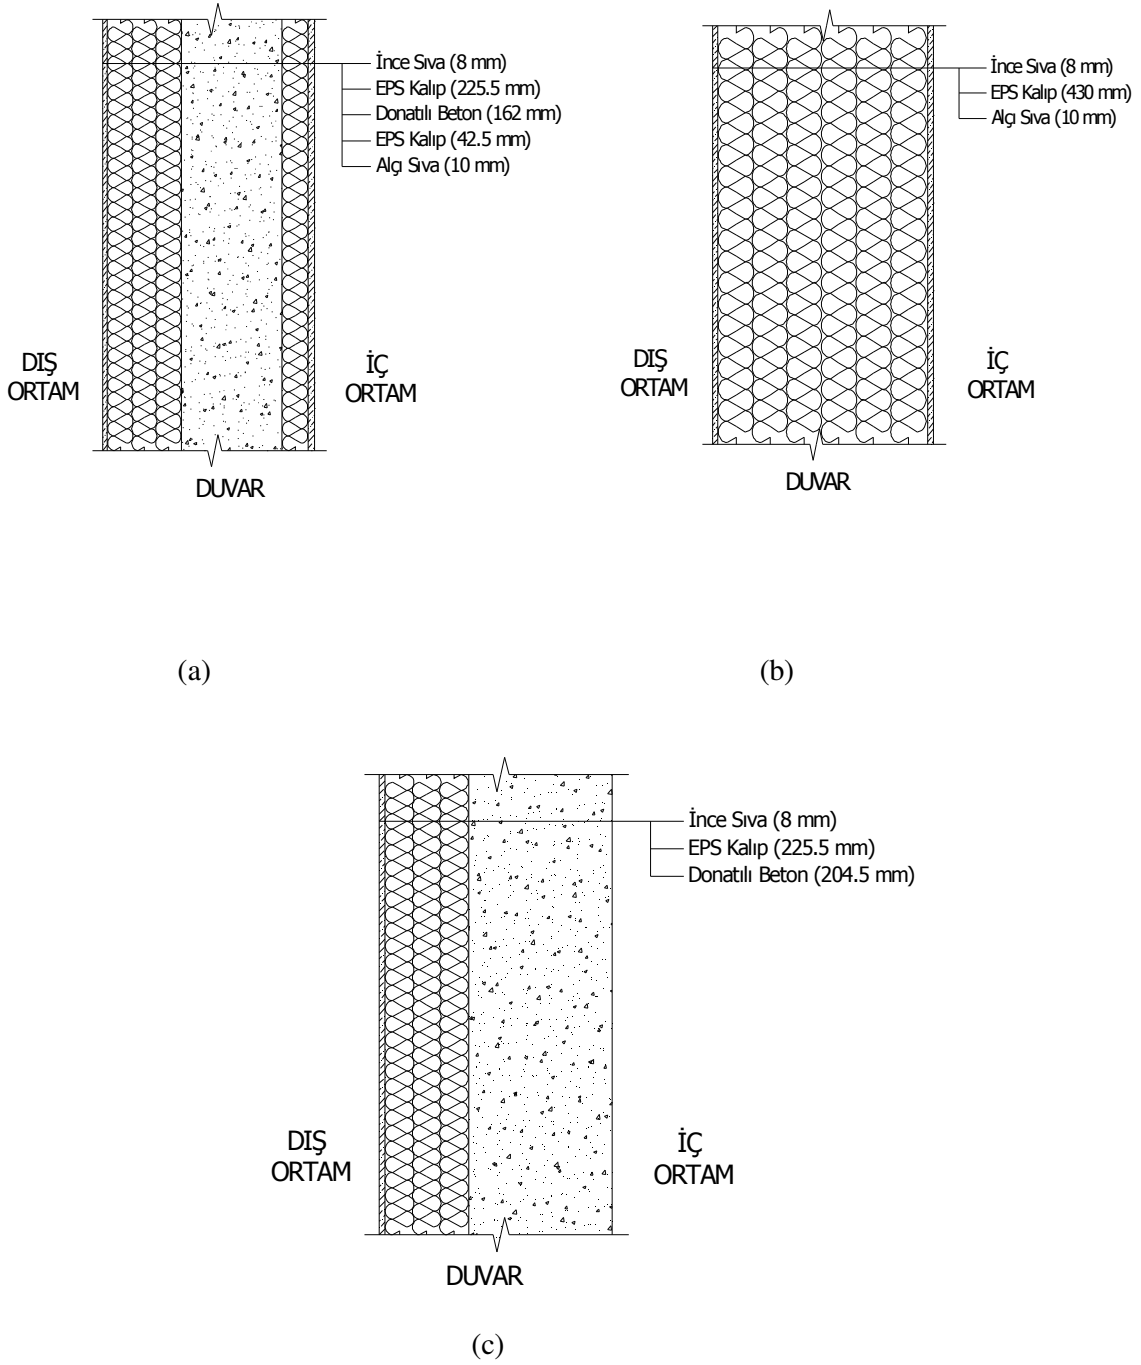 İnce Sıva (8 mm)
EPS Kalıp (225.5 mm)
Donatılı Beton (162 mm)
EPS Kalıp (42.5 mm)
Alçı Sıva (10 mm)
DIŞ
ORTAM
İÇ
ORTAM
DUVAR
(a)
İnce Sıva (8 mm)
EPS Kalıp (430 mm)
Alçı Sıva (10 mm)
DIŞ
ORTAM
İÇ
ORTAM
DUVAR
(b)
İnce Sıva (8 mm)
EPS Kalıp (225.5 mm)
Donatılı Beton (204.5 mm)
DIŞ
ORTAM
İÇ
ORTAM
DUVAR
(c)